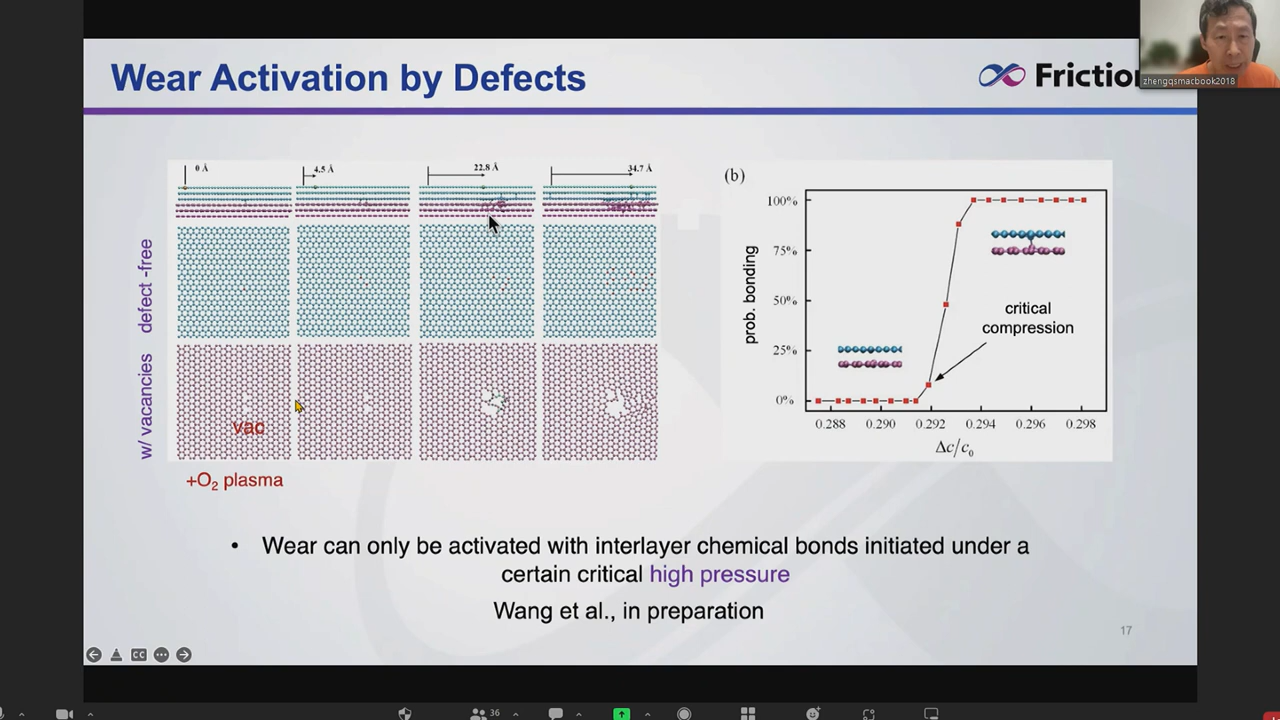 zhengqsmacbook2018
Wear Activation by Defects
Friction
0 Å
4.5 Å
22.8 Å
34.7 Å
defect -free
w/ vacancies
vac
+O₂ plasma
(b)
prob. bonding
100%
75%
50%
25%
0%
critical
compression
0.288
0.290
0.292
0.294
0.296
0.298
Δc/c₀
• Wear can only be activated with interlayer chemical bonds initiated under a
certain critical high pressure
Wang et al., in preparation
17
CC
36